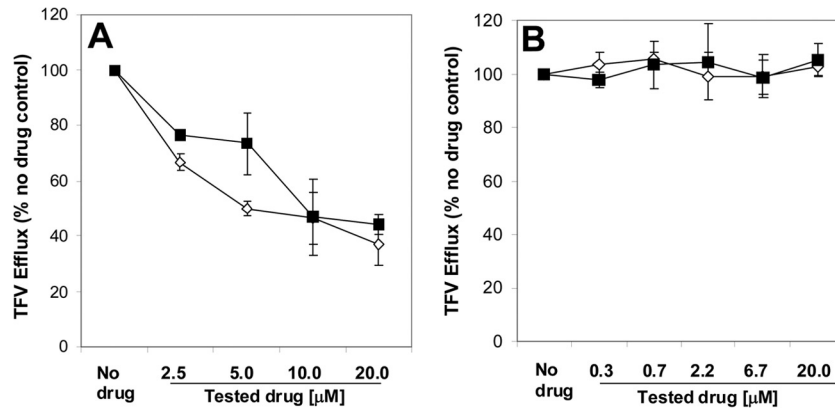 A
TFV Efflux (% no drug control)
120
100
80
60
40
20
0
No drug
2.5 5.0 10.0 20.0
Tested drug [µM]
B
TFV Efflux (% no drug control)
120
100
80
60
40
20
0
No drug
0.3 0.7 2.2 6.7 20.0
Tested drug [µM]